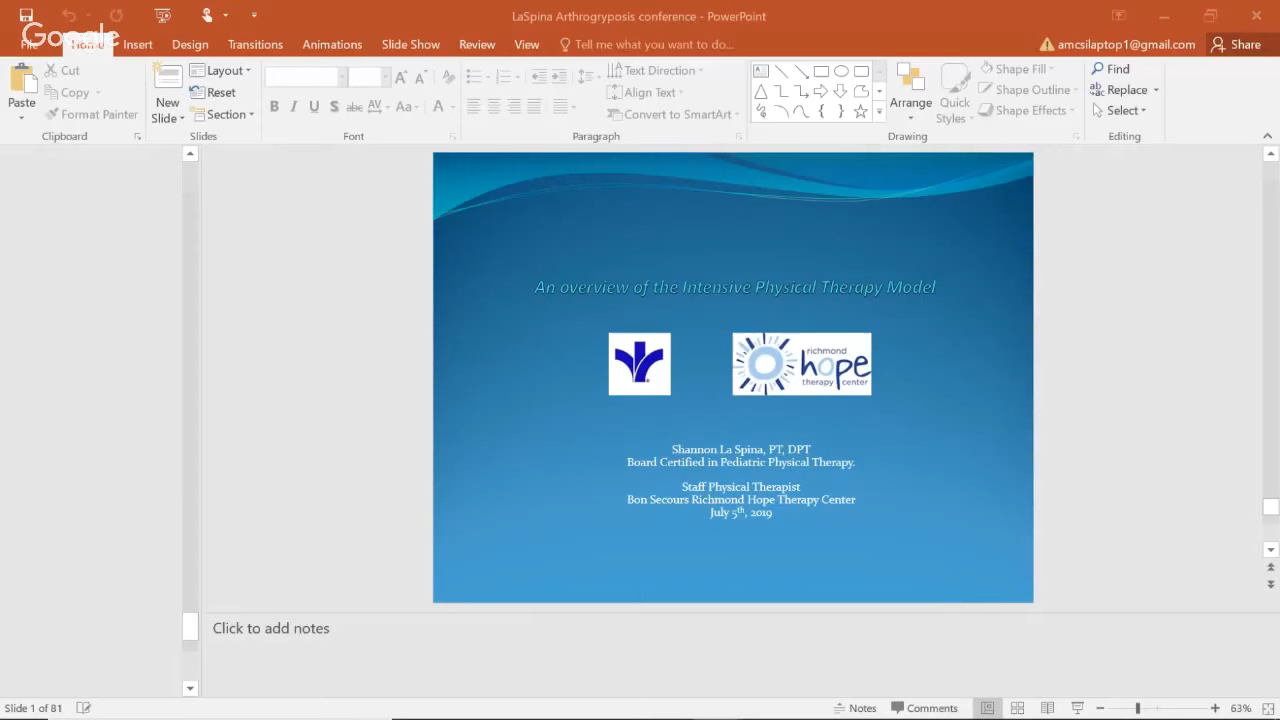 LaSpina Arthrogryposis conference - PowerPoint
Google
File Home Insert Design Transitions Animations Slide Show Review View Tell me what you want to do... amcsilaptop1@gmail.com Share
Paste
Cut
Copy
Format Painter
Clipboard
New
Slide
Layout
Reset
Section
Slides
B I U S abc AV Aa A
Font
Text Direction
Align Text
Convert to SmartArt
Paragraph
Arrange
Quick
Styles
Shape Fill
Shape Outline
Shape Effects
Drawing
Find
Replace
Select
Editing
An overview of the Intensive Physical Therapy Model
richmond
hope
therapy center
Shannon La Spina, PT, DPT
Board Certified in Pediatric Physical Therapy.
Staff Physical Therapist
Bon Secours Richmond Hope Therapy Center
July 5th, 2019
Click to add notes
Slide 1 of 81 Notes Comments 63%